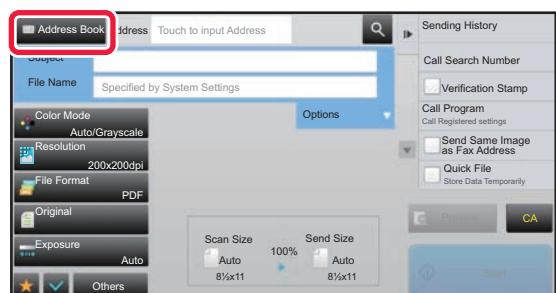 Address Book
ddress
Touch to input Address
Subject
File Name
Specified by System Settings
Options
Color Mode
Auto/Grayscale
Resolution
200x200dpi
File Format
PDF
Original
Exposure
Auto
Others
Scan Size
Auto
8½x11
100%
Send Size
Auto
8½x11
Sending History
Call Search Number
Verification Stamp
Call Program
Call Registered settings
Send Same Image
as Fax Address
Quick File
Store Data Temporarily
Preview
CA
Start